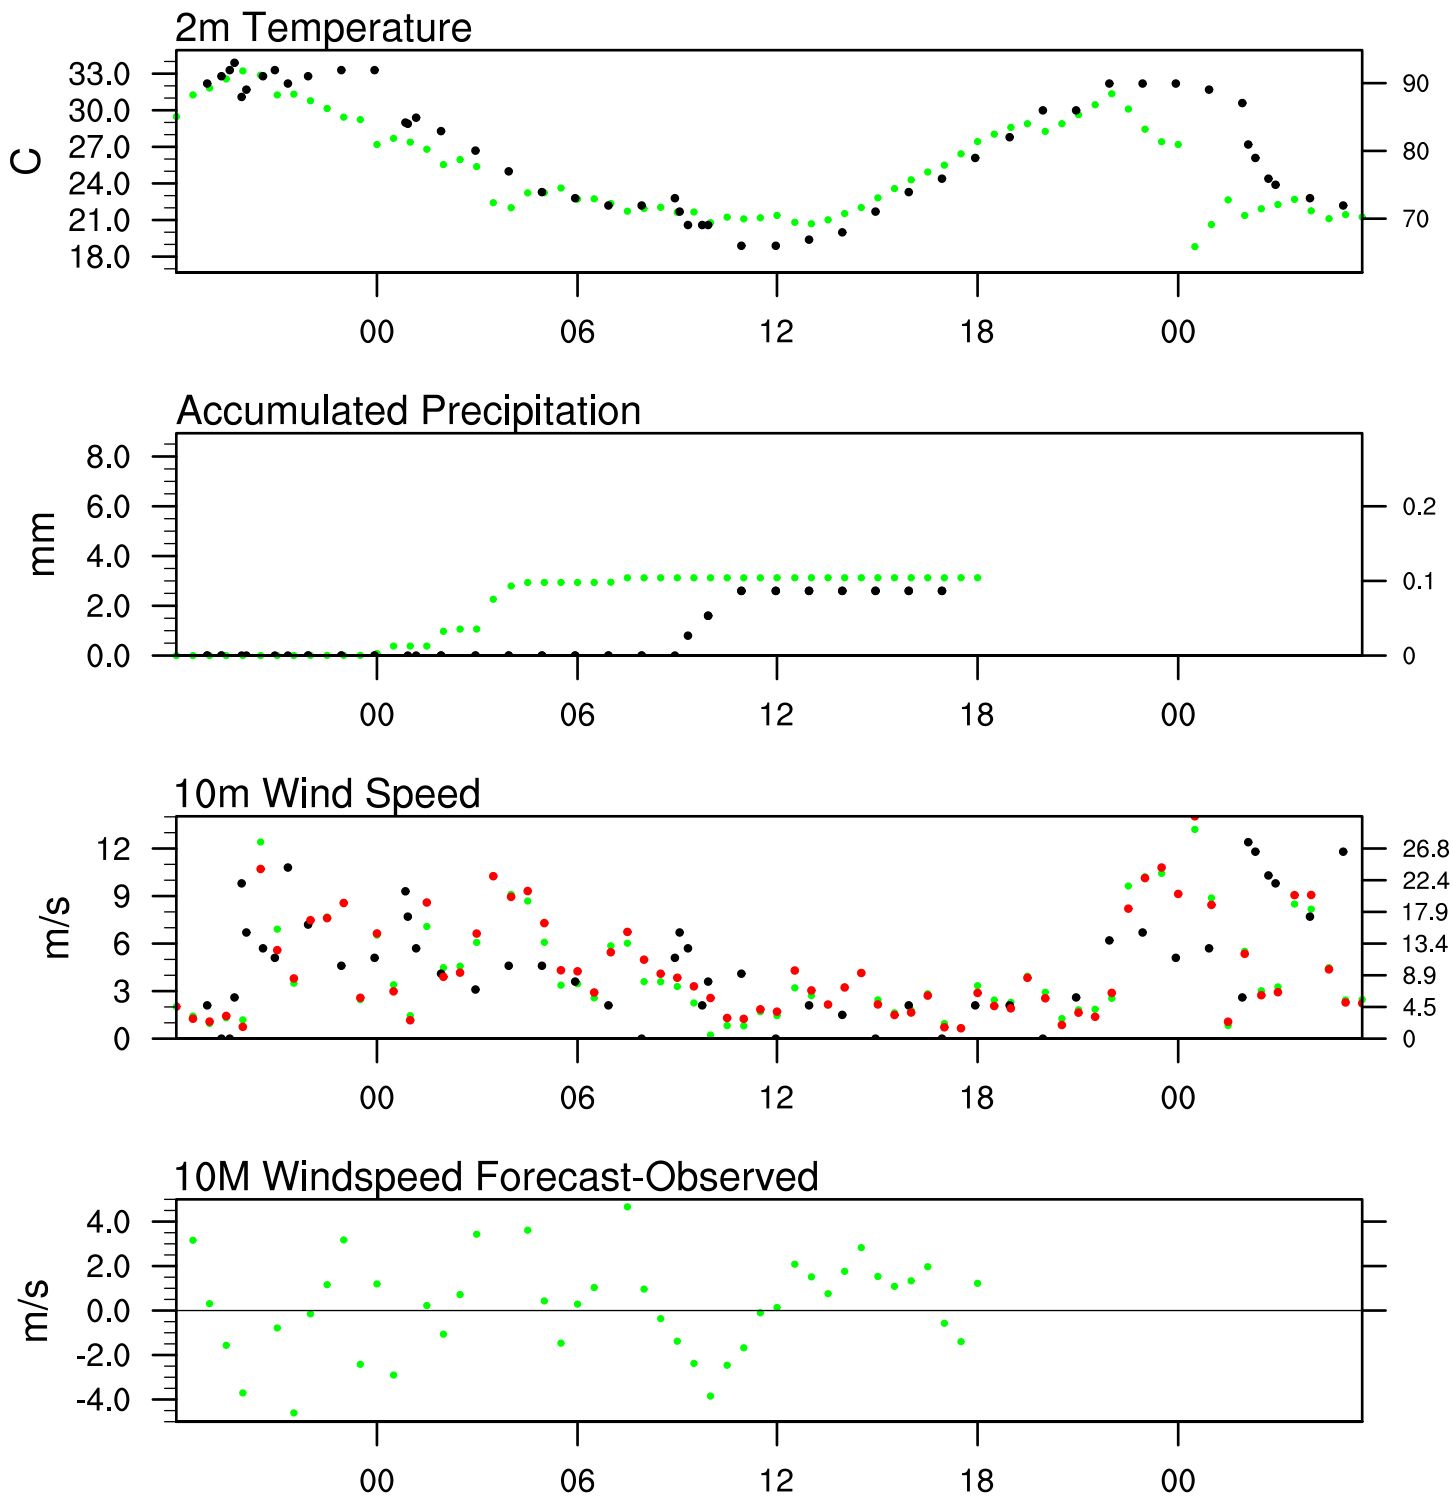 2m Temperature
33.0
30.0
27.0
24.0
21.0
18.0
C
90
80
70
00 06 12 18 00
Accumulated Precipitation
8.0
6.0
4.0
2.0
0.0
mm
0.2
0.1
0
00 06 12 18 00
10m Wind Speed
12
9
6
3
0
m/s
26.8
22.4
17.9
13.4
8.9
4.5
0
00 06 12 18 00
10M Windspeed Forecast-Observed
4.0
2.0
0.0
-2.0
-4.0
m/s
00 06 12 18 00